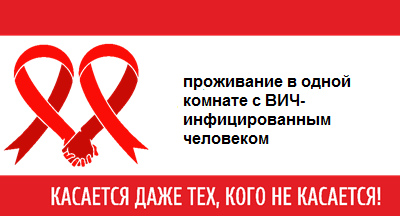 проживание в одной
комнате с ВИЧ-
инфицированным
человеком
КАСАЕТСЯ ДАЖЕ ТЕХ, КОГО НЕ КАСАЕТСЯ!